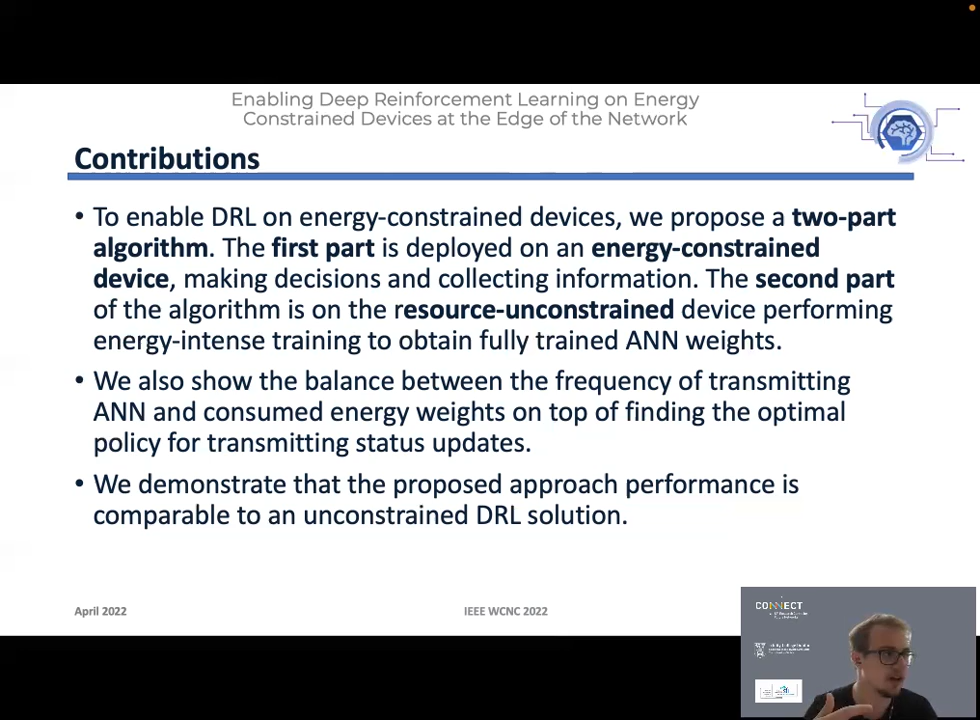 Enabling Deep Reinforcement Learning on Energy
Constrained Devices at the Edge of the Network
Contributions
• To enable DRL on energy-constrained devices, we propose a two-part
algorithm. The first part is deployed on an energy-constrained
device, making decisions and collecting information. The second part
of the algorithm is on the resource-unconstrained device performing
energy-intense training to obtain fully trained ANN weights.
• We also show the balance between the frequency of transmitting
ANN and consumed energy weights on top of finding the optimal
policy for transmitting status updates.
• We demonstrate that the proposed approach performance is
comparable to an unconstrained DRL solution.
April 2022
IEEE WCNC 2022
CONNECT